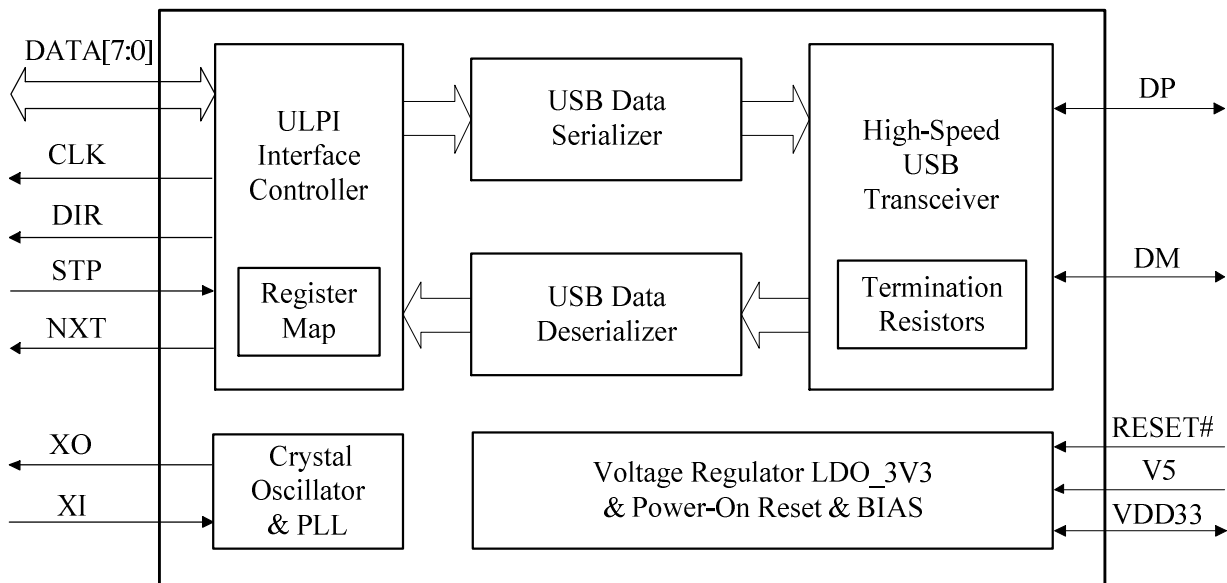 DATA[7:0]
CLK
DIR
STP
NXT
XO
XI
ULPI
Interface
Controller
Register
Map
USB Data
Serializer
USB Data
Deserializer
High-Speed
USB
Transceiver
Termination
Resistors
Crystal
Oscillator
& PLL
Voltage Regulator LDO_3V3
& Power-On Reset & BIAS
DP
DM
RESET#
V5
VDD33